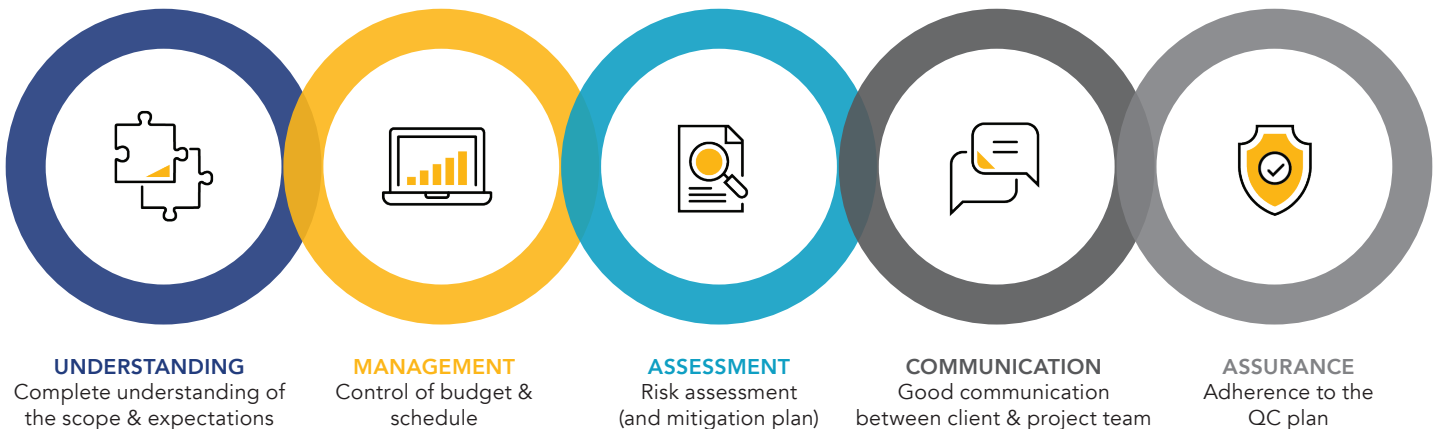 UNDERSTANDING
Complete understanding of
the scope & expectations
MANAGEMENT
Control of budget &
schedule
ASSESSMENT
Risk assessment
(and mitigation plan)
COMMUNICATION
Good communication
between client & project team
ASSURANCE
Adherence to the
QC plan